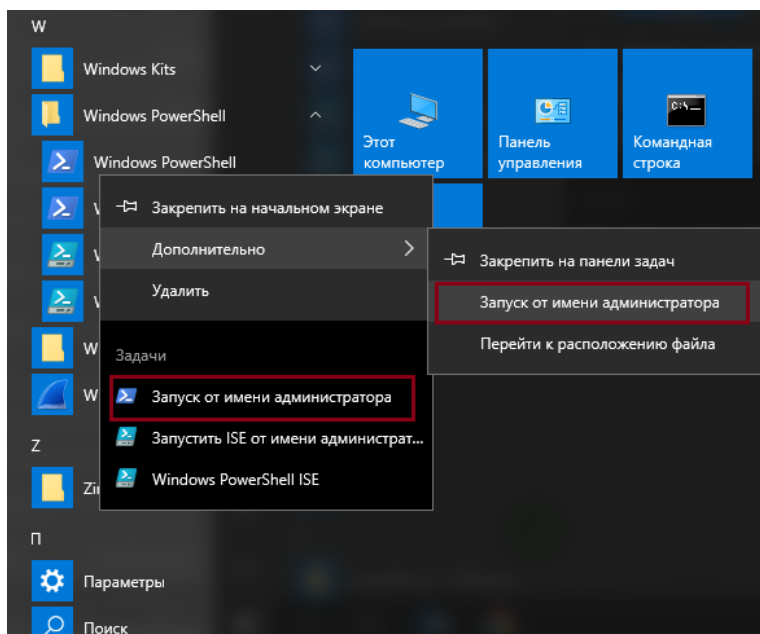 W
Windows Kits
Windows PowerShell
Windows PowerShell
Этот
компьютер
Панель
управления
Командная
строка
Закрепить на начальном экране
Дополнительно
Удалить
Задачи
Запуск от имени администратора
Запустить ISE от имени администрат...
Windows PowerShell ISE
Закрепить на панели задач
Запуск от имени администратора
Перейти к расположению файла
W
W
Z
П
Параметры
Поиск